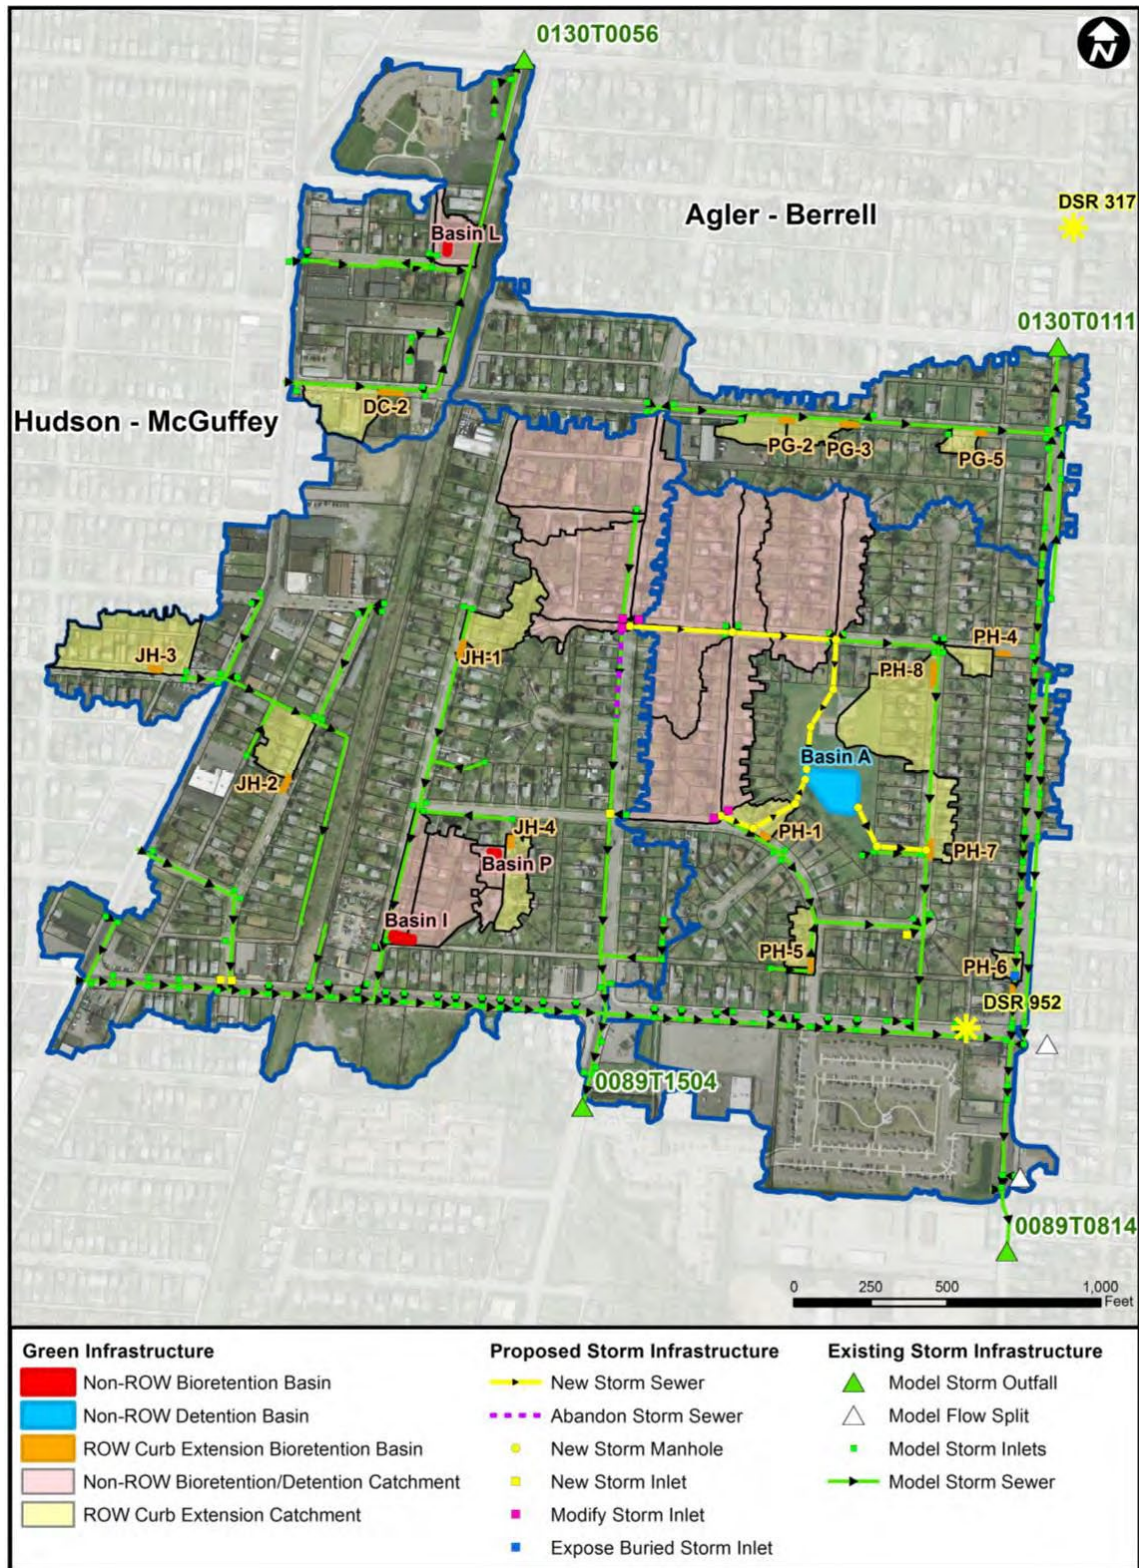 0130T0056
N
Agler - Berrell
DSR 317
Basin L
0130T0111
Hudson - McGuffey
DC-2
PG-2
PG-3
PG-5
JH-3
JH-1
PH-4
PH-8
Basin A
JH-2
JH-4
PH-1
PH-7
Basin P
Basin I
PH-5
PH-6
DSR 952
0089T1504
0089T0814
0 250 500 1,000
Feet
Green Infrastructure
Non-ROW Bioretention Basin
Non-ROW Detention Basin
ROW Curb Extension Bioretention Basin
Non-ROW Bioretention/Detention Catchment
ROW Curb Extension Catchment
Proposed Storm Infrastructure
New Storm Sewer
Abandon Storm Sewer
New Storm Manhole
New Storm Inlet
Modify Storm Inlet
Expose Buried Storm Inlet
Existing Storm Infrastructure
Model Storm Outfall
Model Flow Split
Model Storm Inlets
Model Storm Sewer